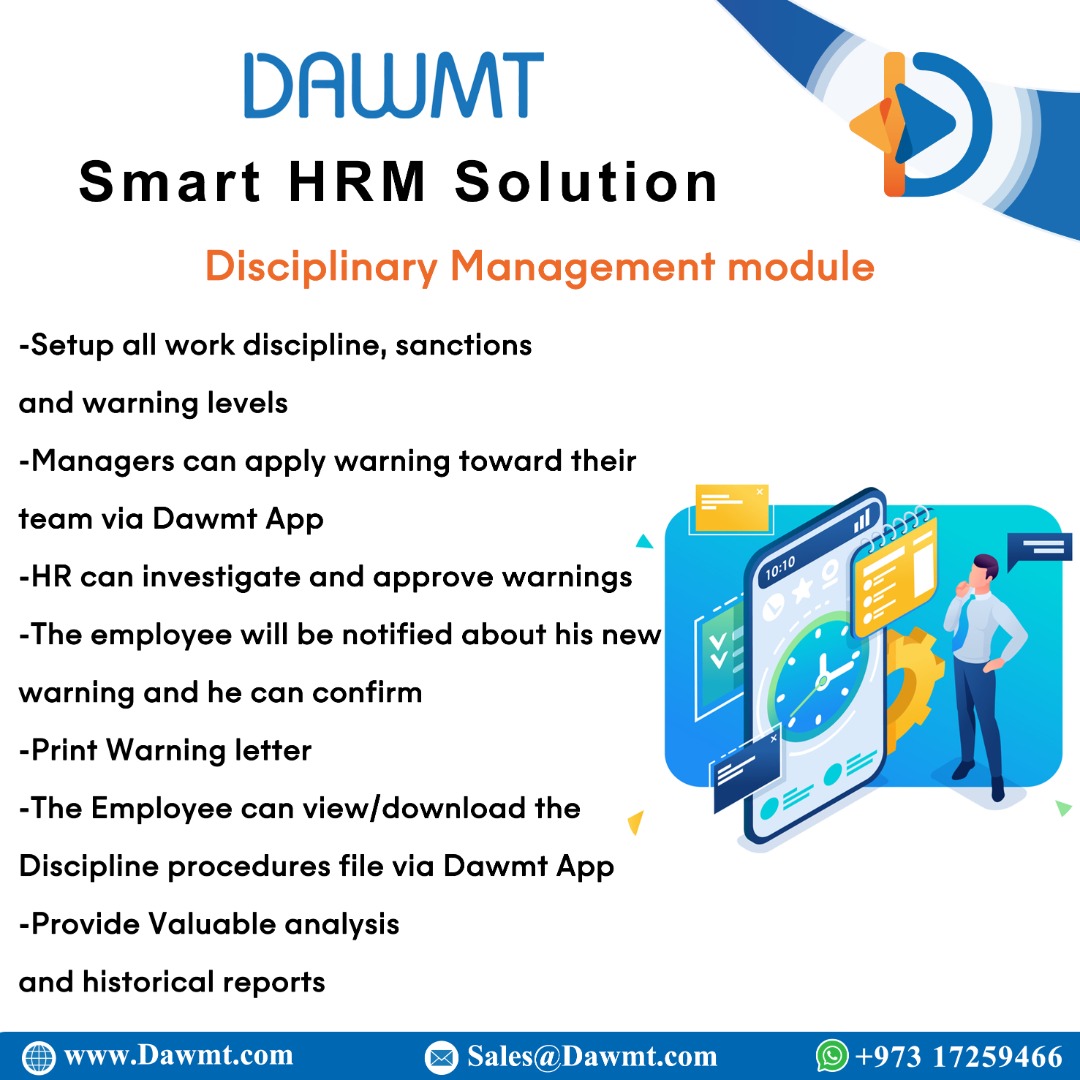 DAWMT
Smart HRM Solution
Disciplinary Management module
-Setup all work discipline, sanctions
and warning levels
-Managers can apply warning toward their
team via Dawmt App
-HR can investigate and approve warnings
-The employee will be notified about his new
warning and he can confirm
-Print Warning letter
-The Employee can view/download the
Discipline procedures file via Dawmt App
-Provide Valuable analysis
and historical reports
10:10
www.Dawmt.com
Sales@Dawmt.com
+973 17259466